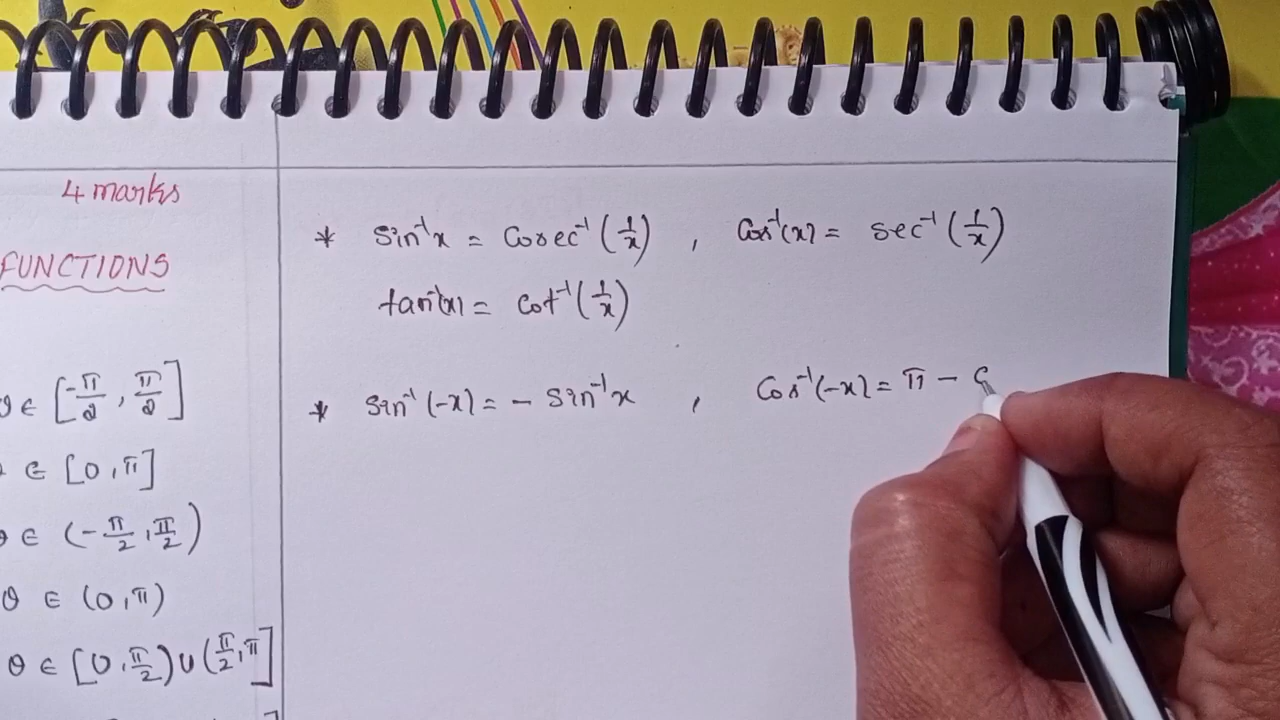 4 marks
FUNCTIONS
θ ∈ [-π/2, π/2]
∈ [0, π]
∈ (-π/2, π/2)
θ ∈ (0, π)
θ ∈ [0, π/2) ∪ (π/2, π]
* Sin⁻¹x = Cosec⁻¹(1/x) , Cos⁻¹(x) = sec⁻¹(1/x)
tan⁻¹(x) = Cot⁻¹(1/x)
* Sin⁻¹(-x) = - Sin⁻¹x , Cos⁻¹(-x) = π - c